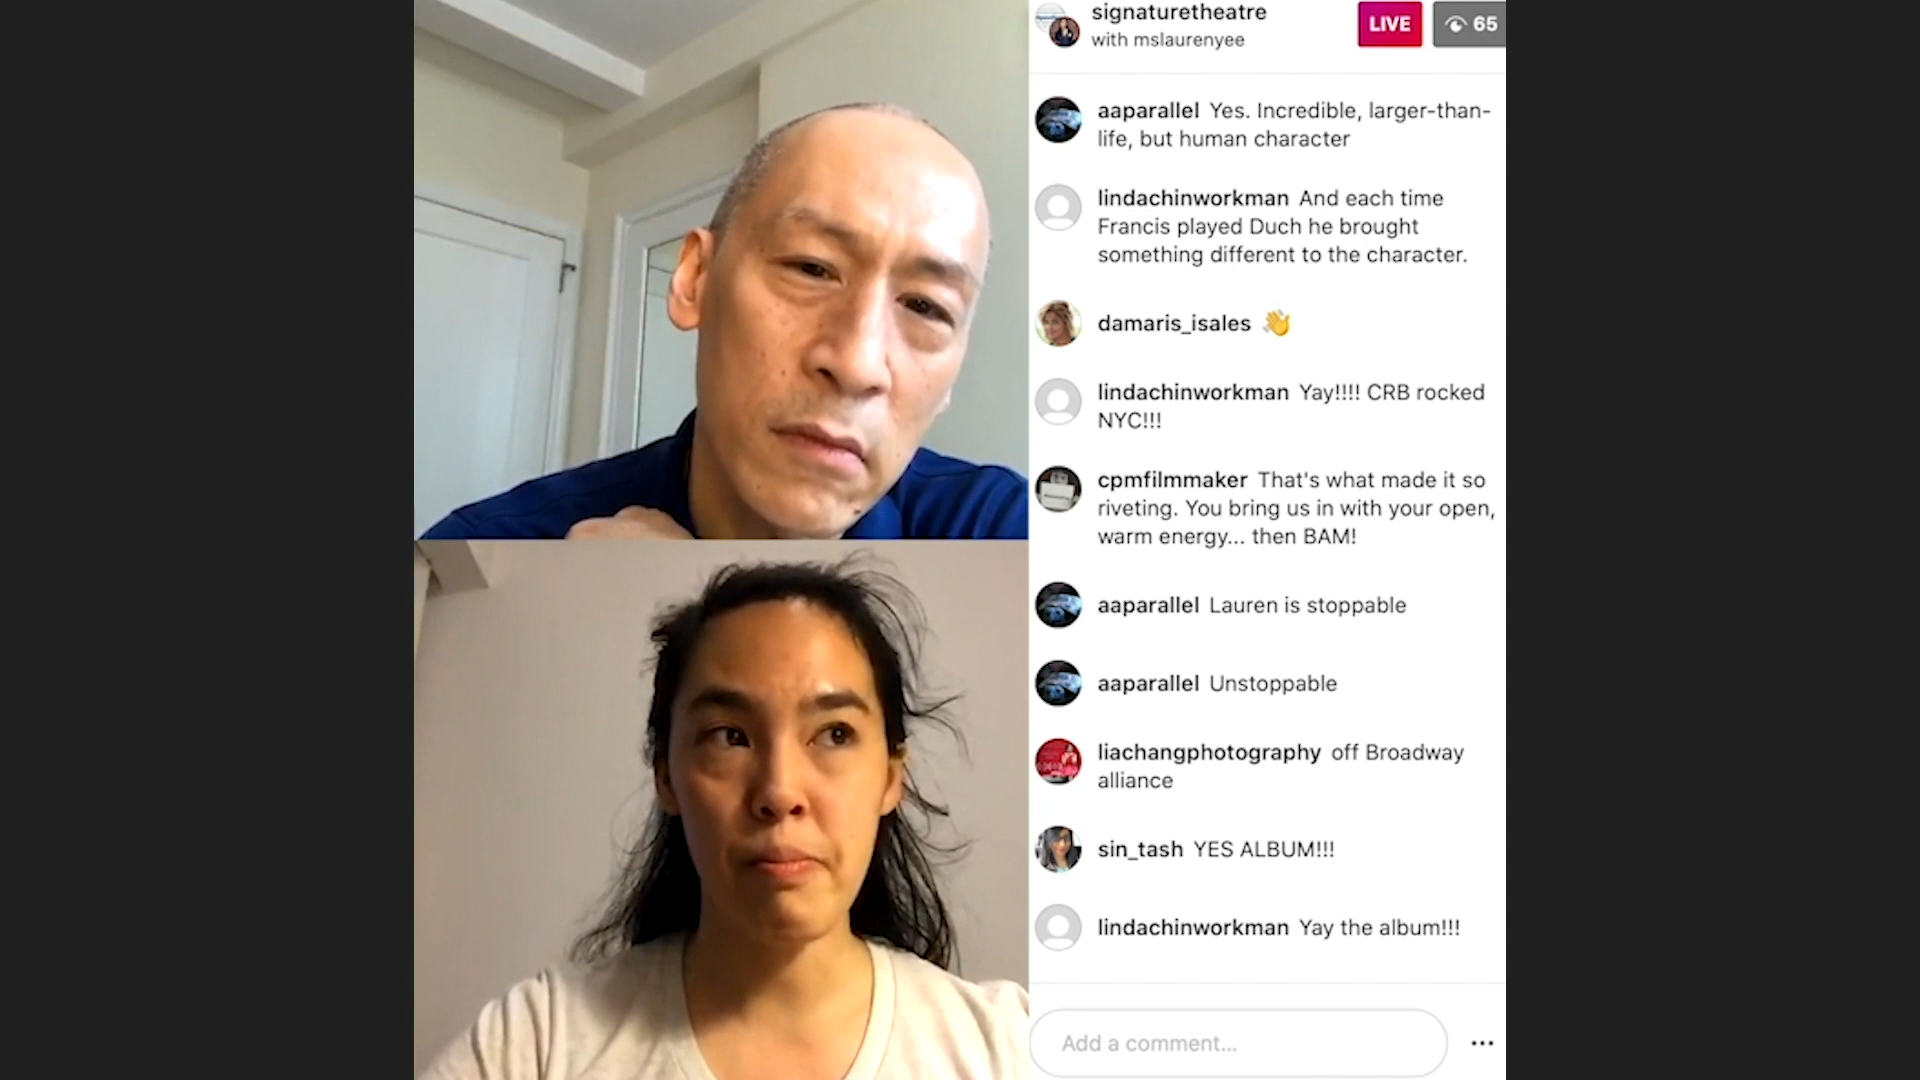 signaturetheatre
with mslaurenyee
LIVE
65
aaparallel Yes. Incredible, larger-than-
life, but human character
lindachinworkman And each time
Francis played Duch he brought
something different to the character.
damaris_isales 👋
lindachinworkman Yay!!!! CRB rocked
NYC!!!
cpmfilmmaker That's what made it so
riveting. You bring us in with your open,
warm energy... then BAM!
aaparallel Lauren is stoppable
aaparallel Unstoppable
liachangphotography off Broadway
alliance
sin_tash YES ALBUM!!!
lindachinworkman Yay the album!!!
Add a comment...